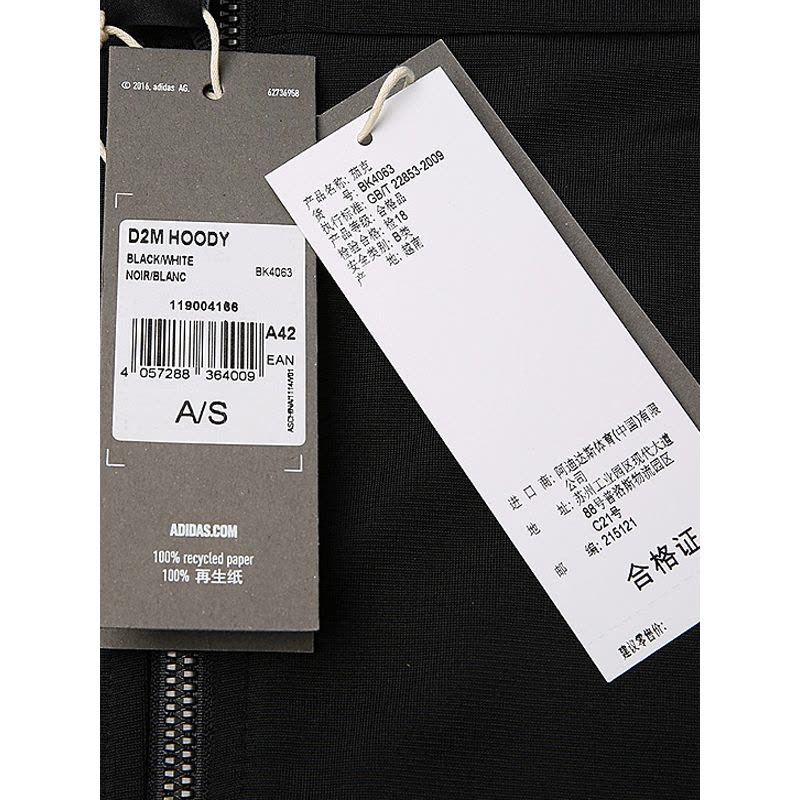 © 2016, adidas AG.
62736958
D2M HOODY
BLACK/WHITE
NOIR/BLANC
BK4063
119004166
A42
EAN
4 057288 364009
A/S
ASCHINA/1114/Y01
ADIDAS.COM
100% recycled paper
100% 再生纸
产品名称: 茄克
货 号: BK4063
执行标准: GB/T 22853-2009
产品等级: 合格品
检验合格: 检18
安全类别: B类
产 地: 越南
进 口 商: 阿迪达斯体育(中国)有限
公司
地 址: 苏州工业园区现代大道
88号普洛斯物流园区
C21号
邮 编: 215121
合格证
建议零售价: